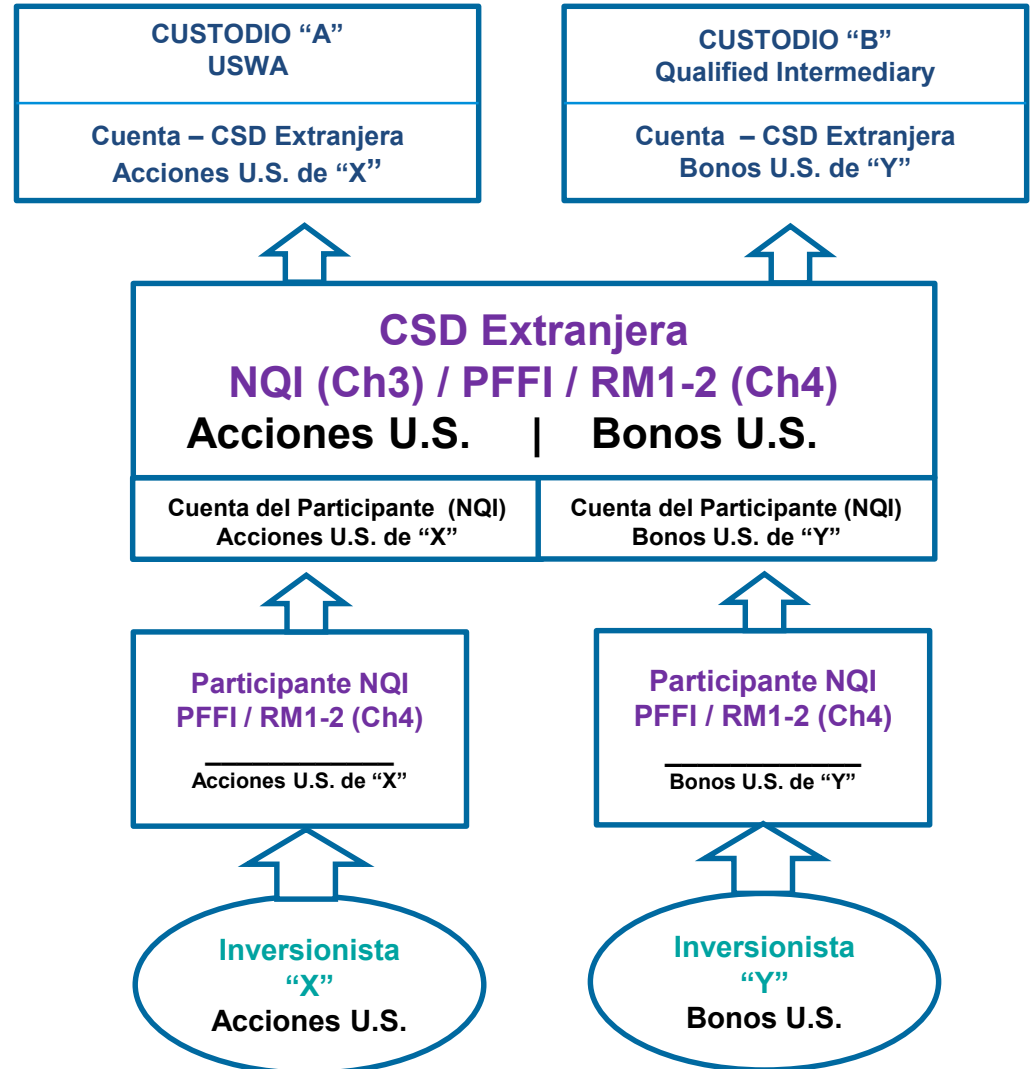 CUSTODIO “A”
USWA
Cuenta – CSD Extranjera
Acciones U.S. de “X”
CUSTODIO “B”
Qualified Intermediary
Cuenta – CSD Extranjera
Bonos U.S. de “Y”
CSD Extranjera
NQI (Ch3) / PFFI / RM1-2 (Ch4)
Acciones U.S. | Bonos U.S.
Cuenta del Participante (NQI)
Acciones U.S. de “X”
Cuenta del Participante (NQI)
Bonos U.S. de “Y”
Participante NQI
PFFI / RM1-2 (Ch4)
Acciones U.S. de “X”
Participante NQI
PFFI / RM1-2 (Ch4)
Bonos U.S. de “Y”
Inversionista
“X”
Acciones U.S.
Inversionista
“Y”
Bonos U.S.